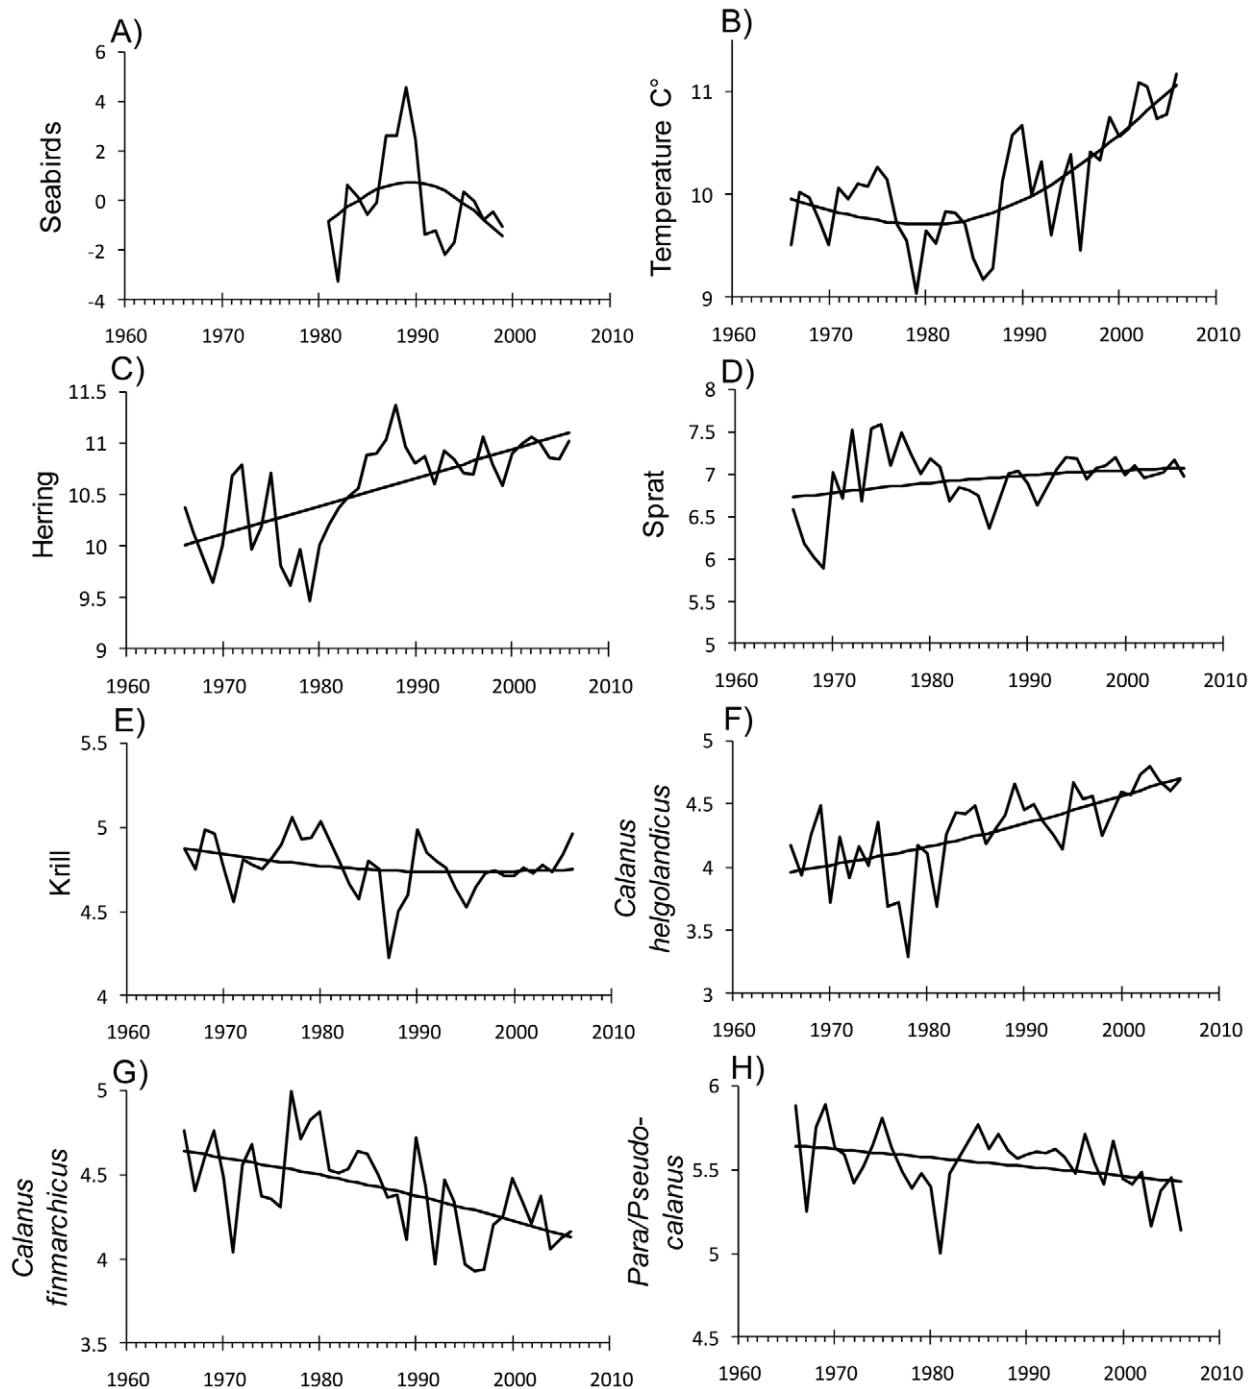 A)
Seabirds
6
4
2
0
-2
-4
1960 1970 1980 1990 2000 2010
B)
Temperature C°
11
10
9
1960 1970 1980 1990 2000 2010
C)
Herring
11.5
11
10.5
10
9.5
9
1960 1970 1980 1990 2000 2010
D)
Sprat
8
7.5
7
6.5
6
5.5
5
1960 1970 1980 1990 2000 2010
E)
Krill
5.5
5
4.5
4
1960 1970 1980 1990 2000 2010
F)
Calanus
helgolandicus
5
4.5
4
3.5
3
1960 1970 1980 1990 2000 2010
G)
Calanus
finmarchicus
5
4.5
4
3.5
1960 1970 1980 1990 2000 2010
H)
Para/Pseudo-
calanus
6
5.5
5
4.5
1960 1970 1980 1990 2000 2010